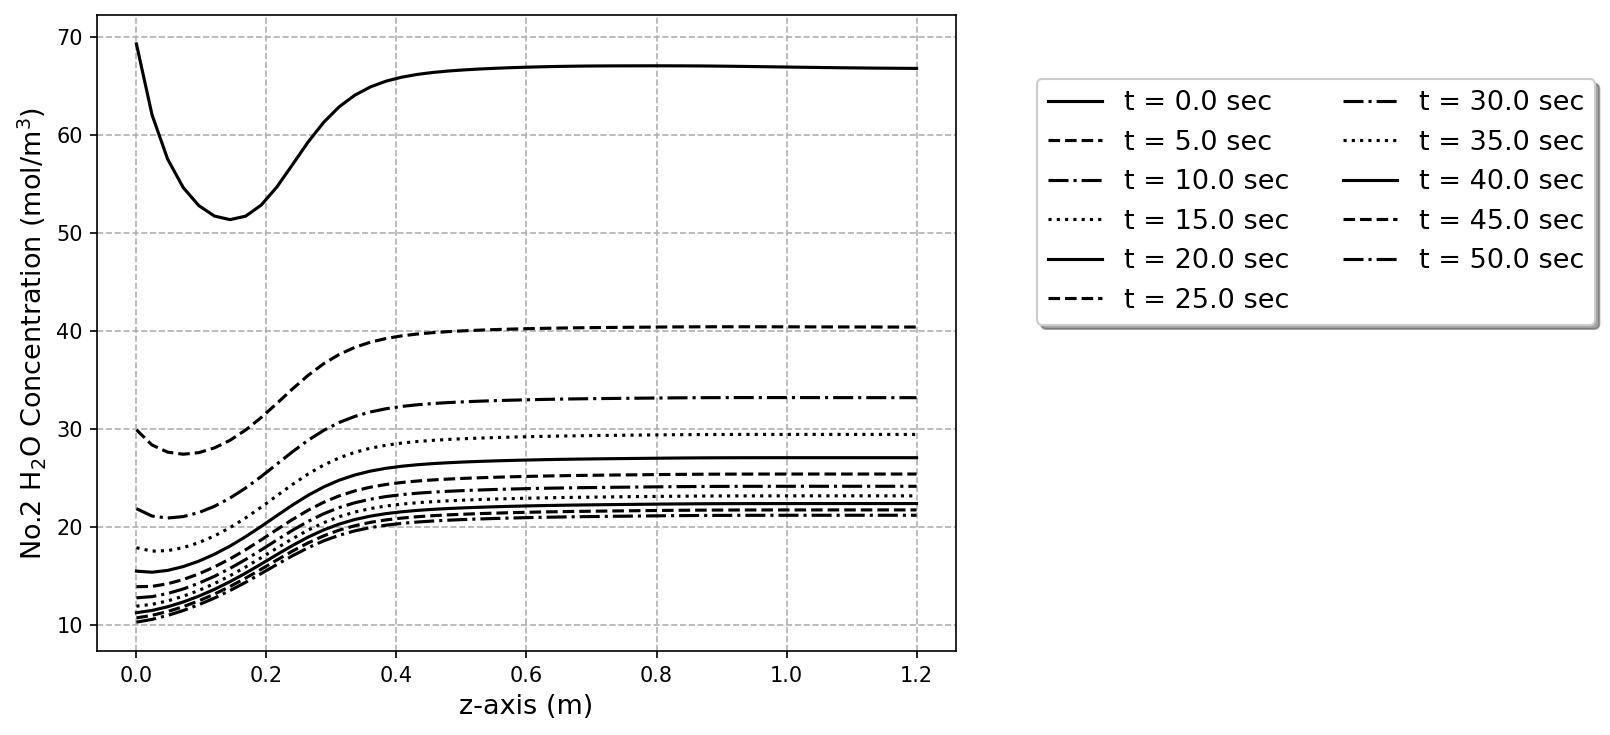 70
60
50
40
30
20
10
No.2 H₂O Concentration (mol/m³)
0.0 0.2 0.4 0.6 0.8 1.0 1.2
z-axis (m)
t = 0.0 sec
t = 5.0 sec
t = 10.0 sec
t = 15.0 sec
t = 20.0 sec
t = 25.0 sec
t = 30.0 sec
t = 35.0 sec
t = 40.0 sec
t = 45.0 sec
t = 50.0 sec